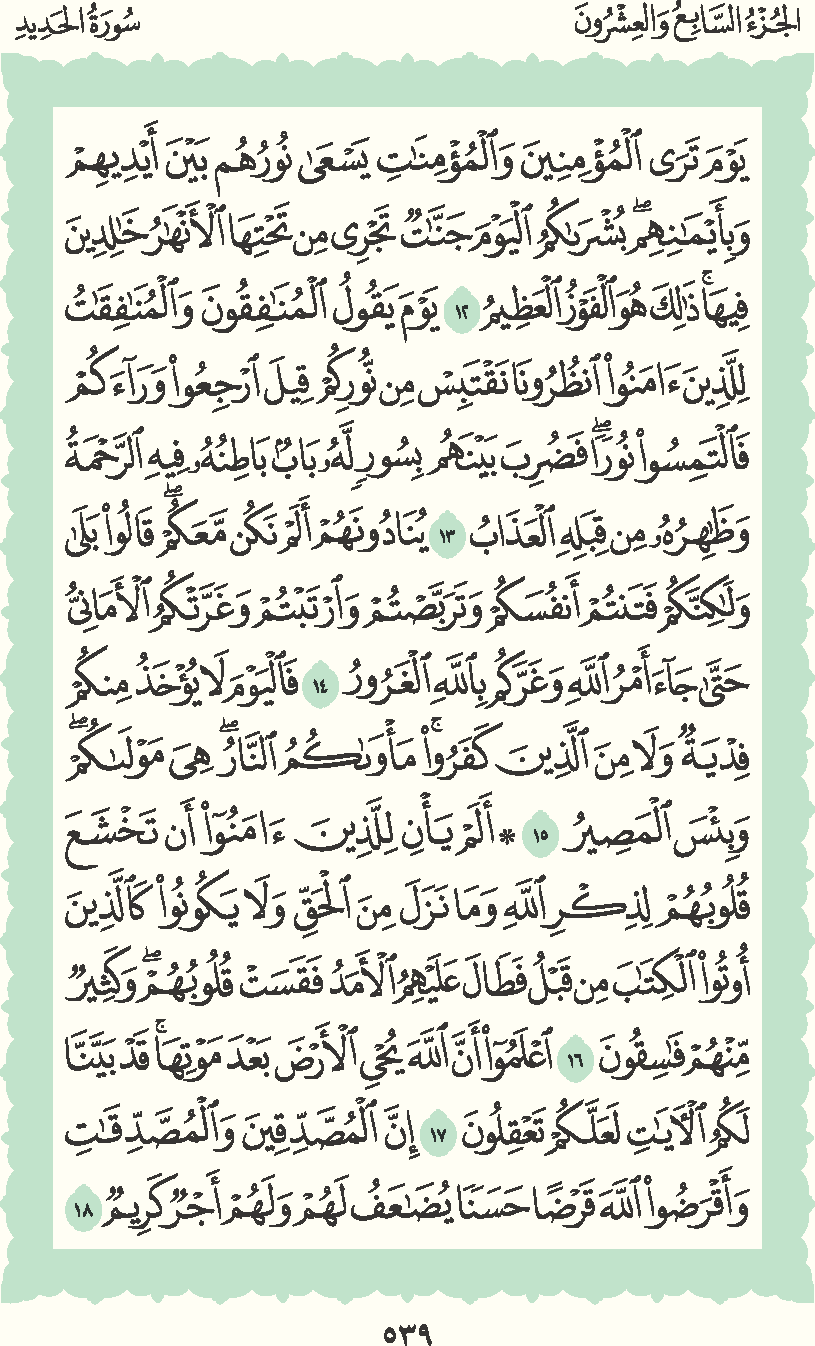 الجُزْءُ السَّابِعُ وَالعِشْرُونَ
سُورَةُ الحَدِيدِ
يَوْمَ تَرَى ٱلْمُؤْمِنِينَ وَٱلْمُؤْمِنَٰتِ يَسْعَىٰ نُورُهُم بَيْنَ أَيْدِيهِمْ
وَبِأَيْمَٰنِهِمۖ بُشْرَىٰكُمُ ٱلْيَوْمَ جَنَّٰتٌ تَجْرِى مِن تَحْتِهَا ٱلْأَنْهَٰرُ خَٰلِدِينَ
فِيهَاۚ ذَٰلِكَ هُوَ ٱلْفَوْزُ ٱلْعَظِيمُ ١٢ يَوْمَ يَقُولُ ٱلْمُنَٰفِقُونَ وَٱلْمُنَٰفِقَٰتُ
لِلَّذِينَ ءَامَنُوا۟ ٱنظُرُونَا نَقْتَبِسْ مِن نُّورِكُمْ قِيلَ ٱرْجِعُوا۟ وَرَآءَكُمْ
فَٱلْتَمِسُوا۟ نُورًاۖ فَضُرِبَ بَيْنَهُم بِسُورٍ لَّهُۥ بَابٌۢ بَاطِنُهُۥ فِيهِ ٱلرَّحْمَةُ
وَظَٰهِرُهُۥ مِن قِبَلِهِ ٱلْعَذَابُ ١٣ يُنَادُونَهُمْ أَلَمْ نَكُن مَّعَكُمْۖ قَالُوا۟ بَلَىٰ
وَلَٰكِنَّكُمْ فَتَنتُمْ أَنفُسَكُمْ وَتَرَبَّصْتُمْ وَٱرْتَبْتُمْ وَغَرَّتْكُمُ ٱلْأَمَانِىُّ
حَتَّىٰ جَآءَ أَمْرُ ٱللَّهِ وَغَرَّكُم بِٱللَّهِ ٱلْغَرُورُ ١٤ فَٱلْيَوْمَ لَا يُؤْخَذُ مِنكُمْ
فِدْيَةٌ وَلَا مِنَ ٱلَّذِينَ كَفَرُوا۟ۚ مَأْوَىٰكُمُ ٱلنَّارُۖ هِىَ مَوْلَىٰكُمْۖ
وَبِئْسَ ٱلْمَصِيرُ ١٥ ۞ أَلَمْ يَأْنِ لِلَّذِينَ ءَامَنُوٓا۟ أَن تَخْشَعَ
قُلُوبُهُمْ لِذِكْرِ ٱللَّهِ وَمَا نَزَلَ مِنَ ٱلْحَقِّ وَلَا يَكُونُوا۟ كَٱلَّذِينَ
أُوتُوا۟ ٱلْكِتَٰبَ مِن قَبْلُ فَطَالَ عَلَيْهِمُ ٱلْأَمَدُ فَقَسَتْ قُلُوبُهُمْۖ وَكَثِيرٌ
مِّنْهُمْ فَٰسِقُونَ ١٦ ٱعْلَمُوٓا۟ أَنَّ ٱللَّهَ يُحْىِ ٱلْأَرْضَ بَعْدَ مَوْتِهَاۚ قَدْ بَيَّنَّا
لَكُمُ ٱلْءَايَٰتِ لَعَلَّكُمْ تَعْقِلُونَ ١٧ إِنَّ ٱلْمُصَّدِّقِينَ وَٱلْمُصَّدِّقَٰتِ
وَأَقْرَضُوا۟ ٱللَّهَ قَرْضًا حَسَنًا يُضَٰعَفُ لَهُمْ وَلَهُمْ أَجْرٌ كَرِيمٌ ١٨
٥٣٩